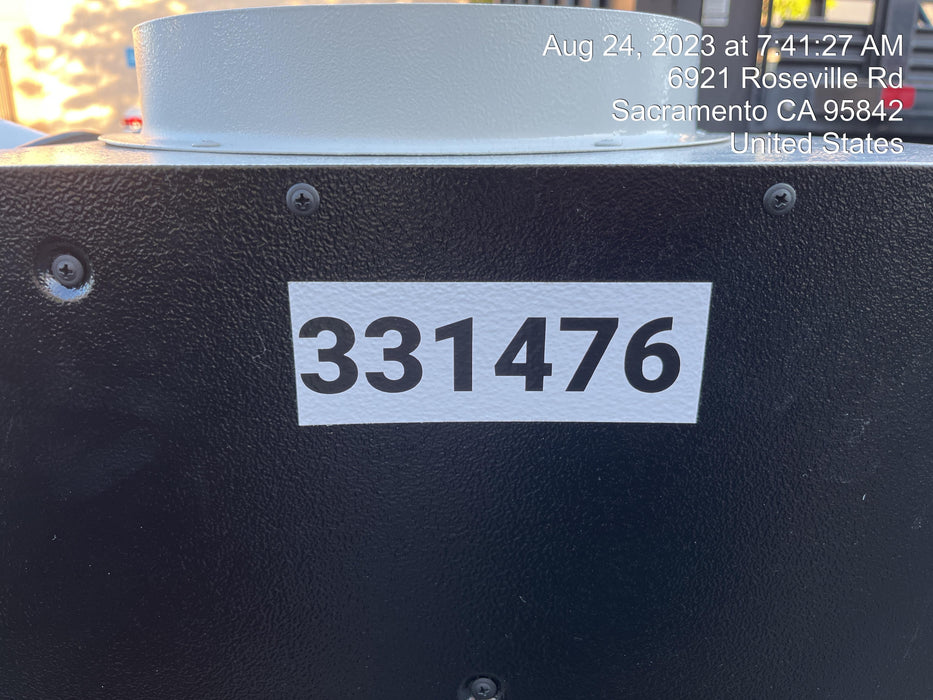 Aug 24, 2023 at 7:41:27 AM
6921 Roseville Rd
Sacramento CA 95842
United States
331476